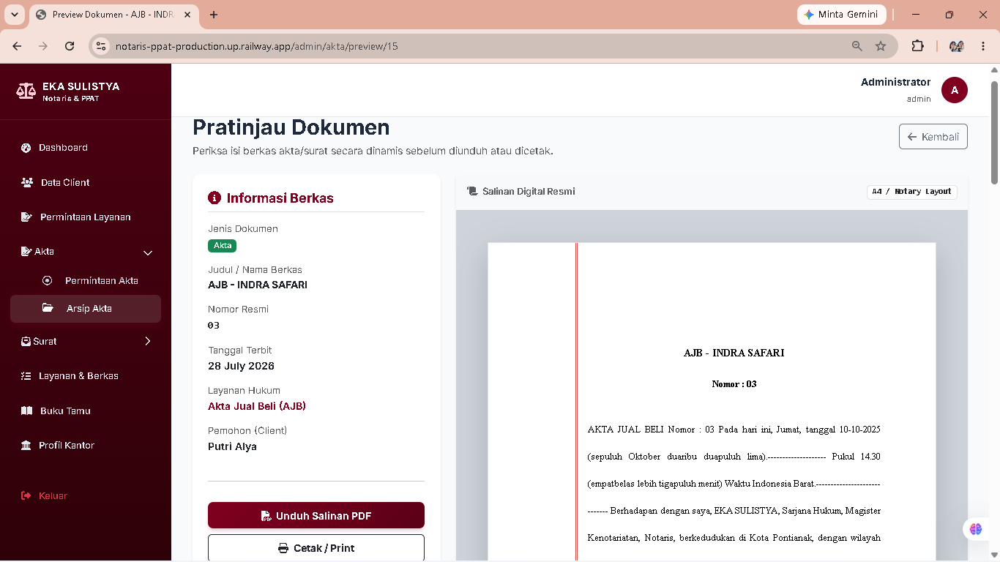 Preview Dokumen - AJB - INDR
Minta Gemini
notaris-ppat-production.up.railway.app/admin/akta/preview/15
EKA SULISTYA
Notaris & PPAT
Dashboard
Data Client
Permintaan Layanan
Akta
Permintaan Akta
Arsip Akta
Surat
Layanan & Berkas
Buku Tamu
Profil Kantor
Keluar
Administrator
admin
A
Pratinjau Dokumen
Periksa isi berkas akta/surat secara dinamis sebelum diunduh atau dicetak.
Kembali
Informasi Berkas
Jenis Dokumen
Akta
Judul / Nama Berkas
AJB - INDRA SAFARI
Nomor Resmi
03
Tanggal Terbit
28 July 2026
Layanan Hukum
Akta Jual Beli (AJB)
Pemohon (Client)
Putri Alya
Unduh Salinan PDF
Cetak / Print
Salinan Digital Resmi
A4 / Notary Layout
AJB - INDRA SAFARI
Nomor : 03
AKTA JUAL BELI Nomor : 03 Pada hari ini, Jumat, tanggal 10-10-2025
(sepuluh Oktober duaribu duapuluh lima).-------------------- Pukul 14.30
(empatbelas lebih tigapuluh menit) Waktu Indonesia Barat.----------------------
------- Berhadapan dengan saya, EKA SULISTYA, Sarjana Hukum, Magister
Kenotariatan, Notaris, berkedudukan di Kota Pontianak, dengan wilayah